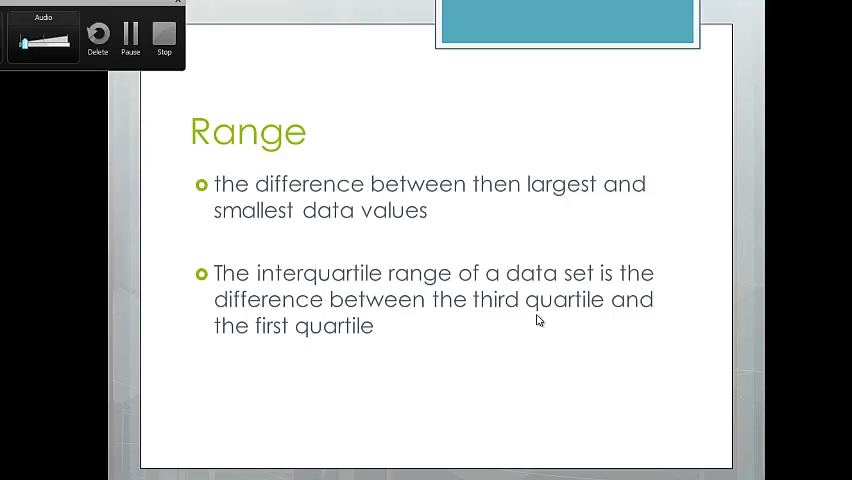 Audio
Delete
Pause
Stop
Range
the difference between then largest and
smallest data values
The interquartile range of a data set is the
difference between the third quartile and
the first quartile